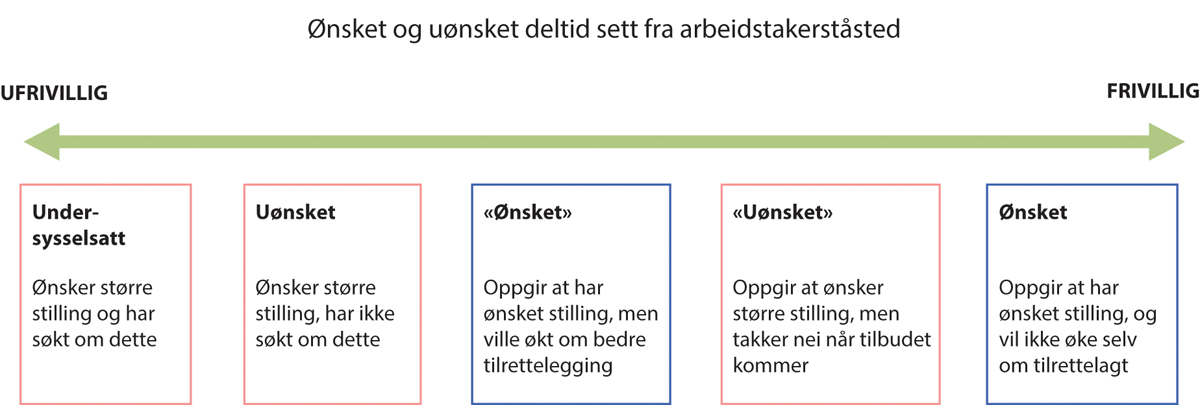 Ønsket og uønsket deltid sett fra arbeidstakerståsted
UFRIVILLIG
FRIVILLIG
Under-
sysselsatt
Ønsker større
stilling og har
søkt om dette
Uønsket
Ønsker større
stilling, har ikke
søkt om dette
«Ønsket»
Oppgir at har
ønsket stilling, men
ville økt om bedre
tilrettelegging
«Uønsket»
Oppgir at ønsker
større stilling, men
takker nei når tilbudet
kommer
Ønsket
Oppgir at har
ønsket stilling, og
vil ikke øke selv
om tilrettelagt